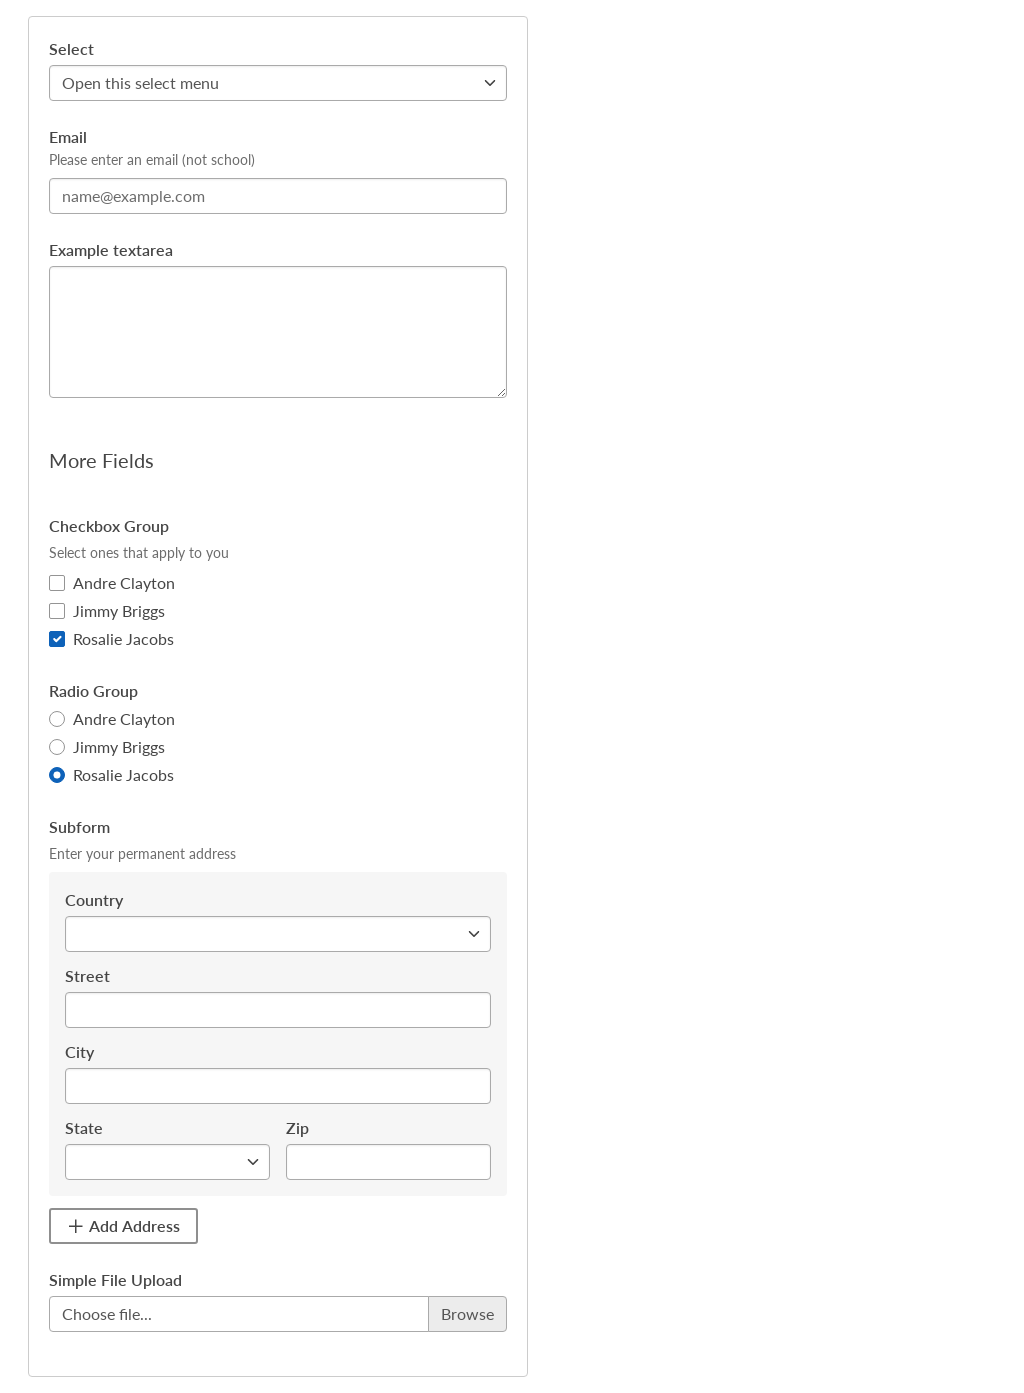 Select
Open this select menu
Email
Please enter an email (not school)
name@example.com
Example textarea
More Fields
Checkbox Group
Select ones that apply to you
Andre Clayton
Jimmy Briggs
Rosalie Jacobs
Radio Group
Andre Clayton
Jimmy Briggs
Rosalie Jacobs
Subform
Enter your permanent address
Country
Street
City
State Zip
Add Address
Simple File Upload
Choose file... Browse